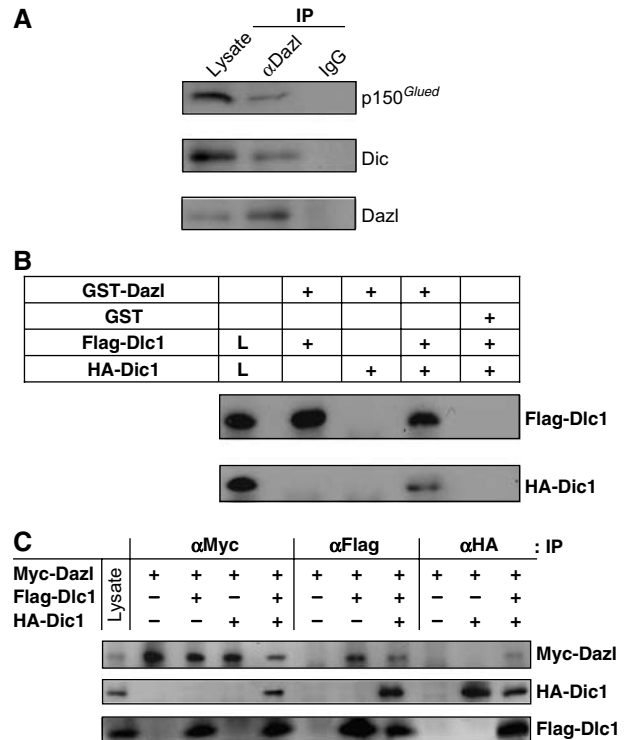 A
IP
Lysate αDazl IgG
p150Glued
Dic
Dazl
B
GST-Dazl + + +
GST +
Flag-Dlc1 L + + +
HA-Dic1 L + + +
Flag-Dlc1
HA-Dic1
C αMyc αFlag αHA : IP
Lysate
Myc-Dazl + + + + + + + + + +
Flag-Dlc1 − + − + − + + − − +
HA-Dic1 − − + + − − + − + +
Myc-Dazl
HA-Dic1
Flag-Dlc1